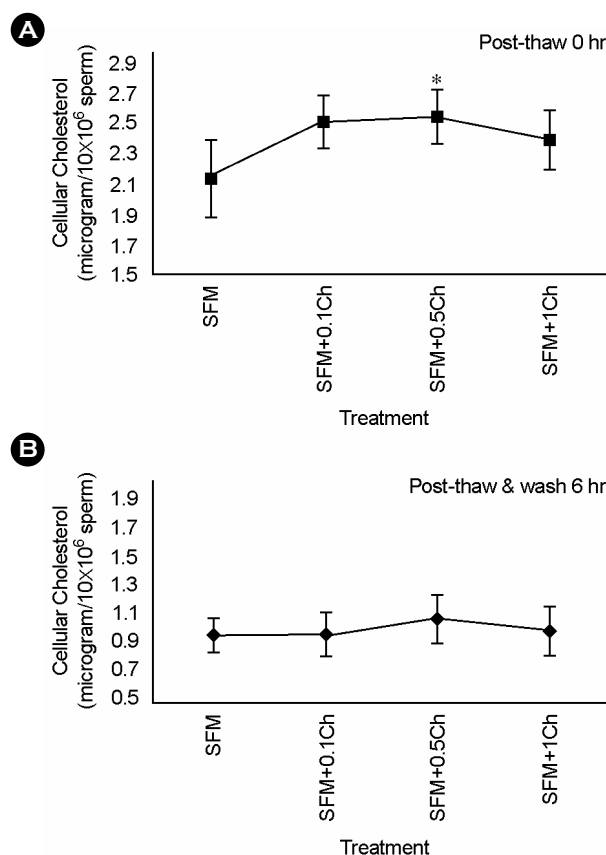 A
Post-thaw 0 hr
Cellular Cholesterol
(microgram/10×10⁶ sperm)
2.9
2.7
2.5
2.3
2.1
1.9
1.7
1.5
*
SFM
SFM+0.1Ch
SFM+0.5Ch
SFM+1Ch
Treatment
B
Post-thaw & wash 6 hr
Cellular Cholesterol
(microgram/10×10⁶ sperm)
1.9
1.7
1.5
1.3
1.1
0.9
0.7
0.5
SFM
SFM+0.1Ch
SFM+0.5Ch
SFM+1Ch
Treatment